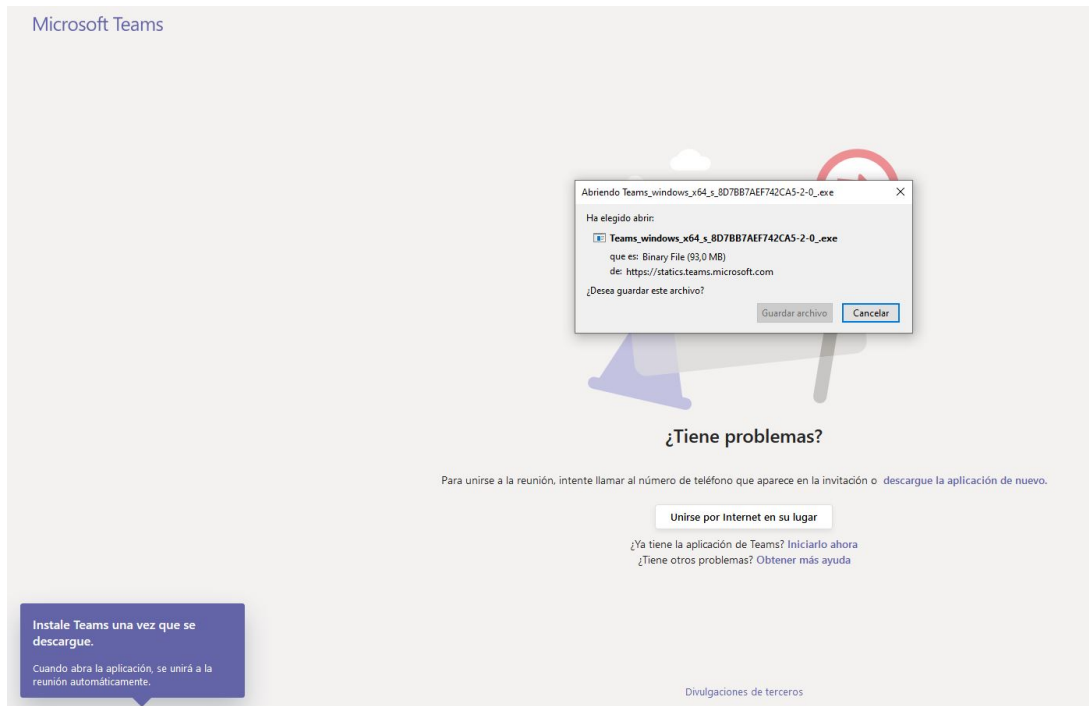 Microsoft Teams
Abriendo Teams_windows_x64_s_8D7BB7AEF742CA5-2-0_.exe
Ha elegido abrir:
Teams_windows_x64_s_8D7BB7AEF742CA5-2-0_.exe
que es: Binary File (93,0 MB)
de: https://statics.teams.microsoft.com
¿Desea guardar este archivo?
Guardar archivo Cancelar
¿Tiene problemas?
Para unirse a la reunión, intente llamar al número de teléfono que aparece en la invitación o descargue la aplicación de nuevo.
Unirse por Internet en su lugar
¿Ya tiene la aplicación de Teams? Iniciarlo ahora
¿Tiene otros problemas? Obtener más ayuda
Instale Teams una vez que se
descargue.
Cuando abra la aplicación, se unirá a la
reunión automáticamente.
Divulgaciones de terceros